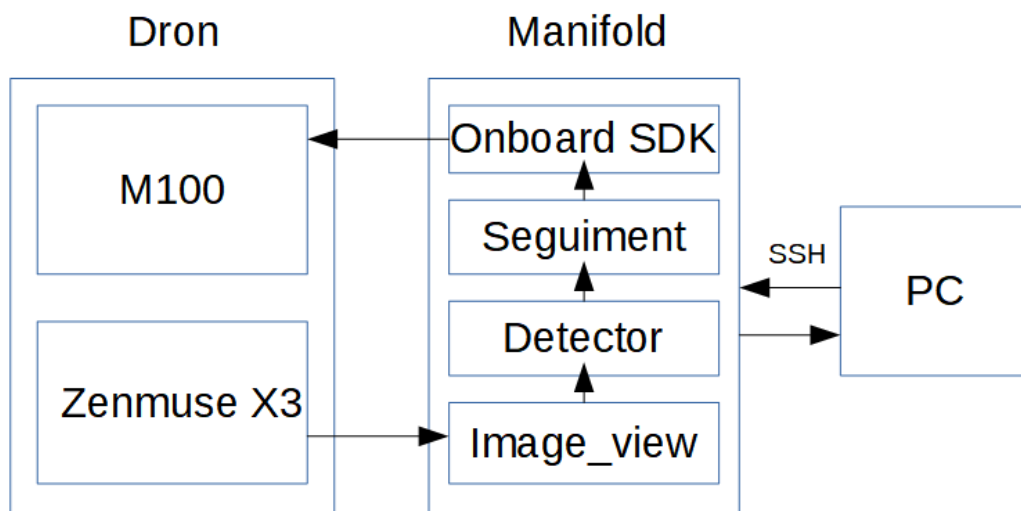 Dron
Manifold
M100
Zenmuse X3
Onboard SDK
Seguiment
Detector
Image_view
SSH
PC